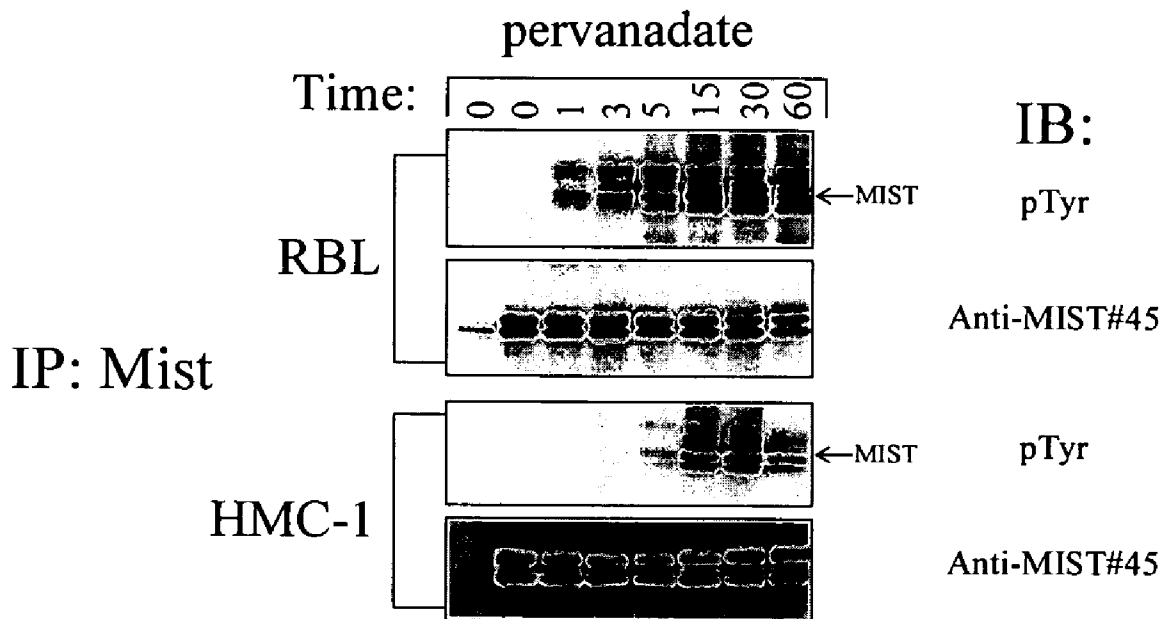 pervanadate
Time: 0 0 1 3 5 15 30 60
IB:
←MIST
pTyr
RBL
Anti-MIST#45
IP: Mist
←MIST
pTyr
HMC-1
Anti-MIST#45